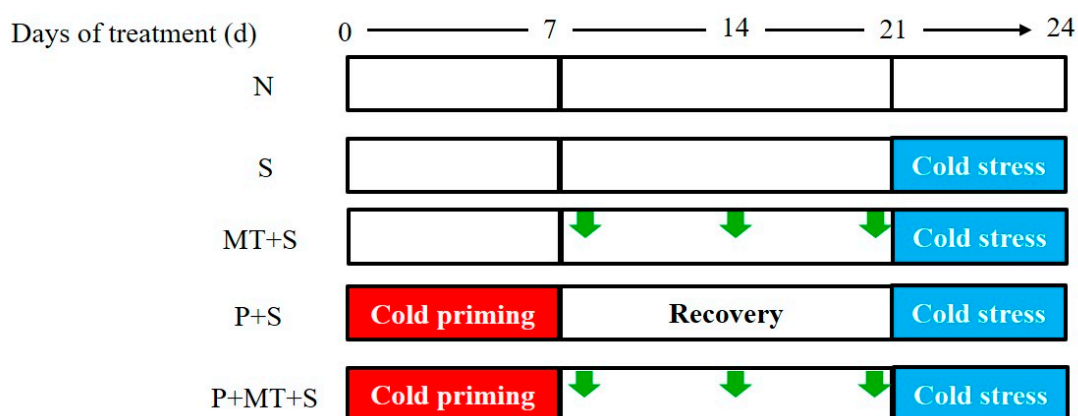 Days of treatment (d) 0 7 14 21 24
N
S Cold stress
MT+S Cold stress
P+S Cold priming Recovery Cold stress
P+MT+S Cold priming Cold stress